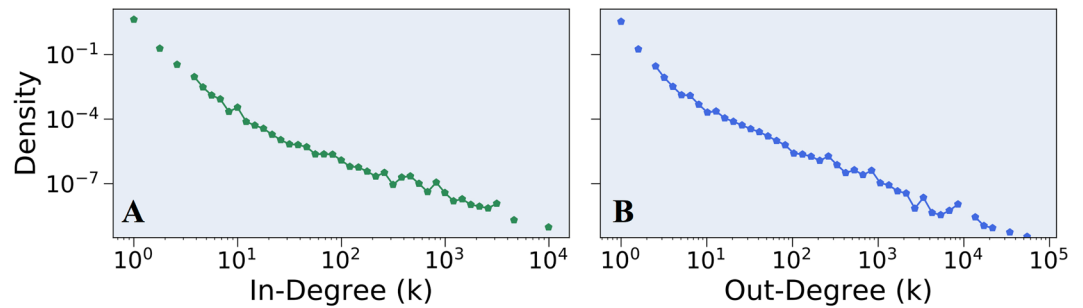 Density
10^{-1}
10^{-4}
10^{-7}
A
10^0 10^1 10^2 10^3 10^4
In-Degree (k)
B
10^0 10^1 10^2 10^3 10^4 10^5
Out-Degree (k)